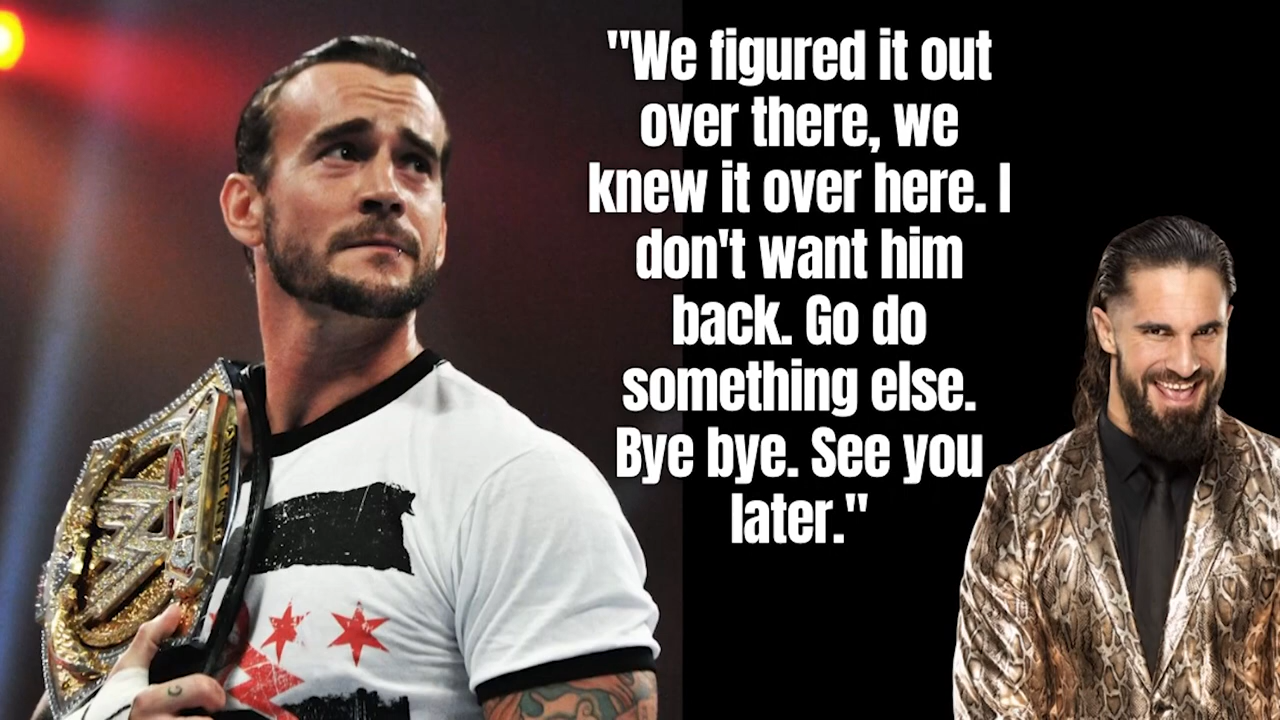 "We figured it out
over there, we
knew it over here. I
don't want him
back. Go do
something else.
Bye bye. See you
later."